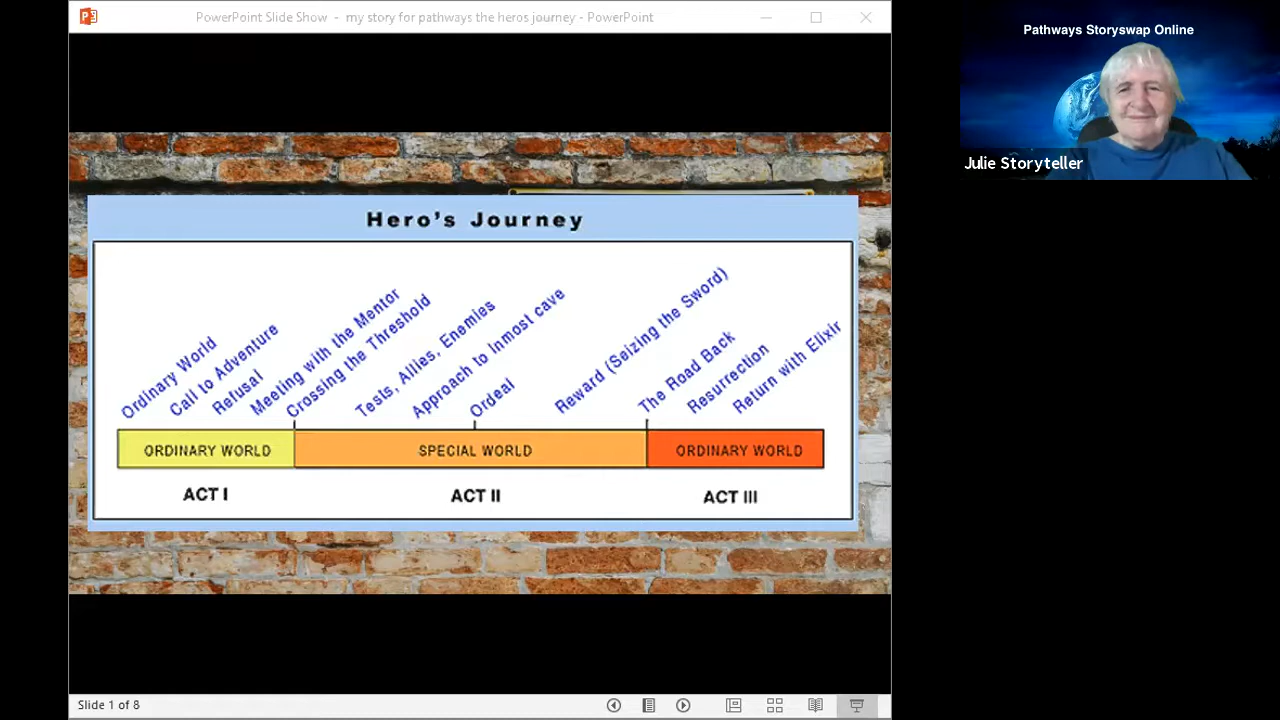 PowerPoint Slide Show - my story for pathways the heros journey - PowerPoint
Pathways Storyswap Online
Julie Storyteller
Hero's Journey
Ordinary World
Call to Adventure
Refusal
Meeting with the Mentor
Crossing the Threshold
Tests, Allies, Enemies
Approach to Inmost cave
Ordeal
Reward (Seizing the Sword)
The Road Back
Resurrection
Return with Elixir
ORDINARY WORLD
SPECIAL WORLD
ORDINARY WORLD
ACT I
ACT II
ACT III
Slide 1 of 8